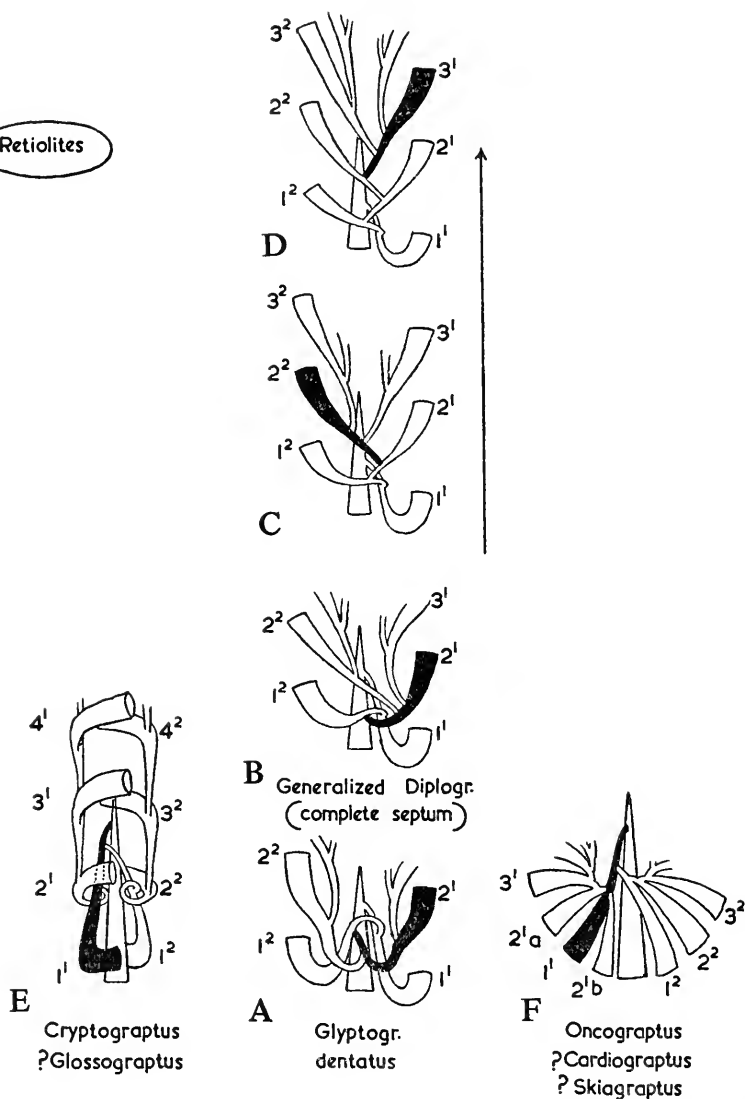 3² 3¹
Retiolites 2² 2¹
1² 1¹
D
3² 3¹
2² 2¹
1² 1¹
C
2² 3¹
1² 2¹
1¹
B Generalized Diplogr.
(complete septum)
4¹ 4²
3¹ 3²
2¹ 2²
1¹ 1²
E
Cryptograptus
?Glossograptus
2² 2¹
1² 1¹
A
Glyptogr.
dentatus
3¹ 3²
2¹a 2²
1¹ 2¹b 1²
F
Oncograptus
?Cardiograptus
? Skiagraptus